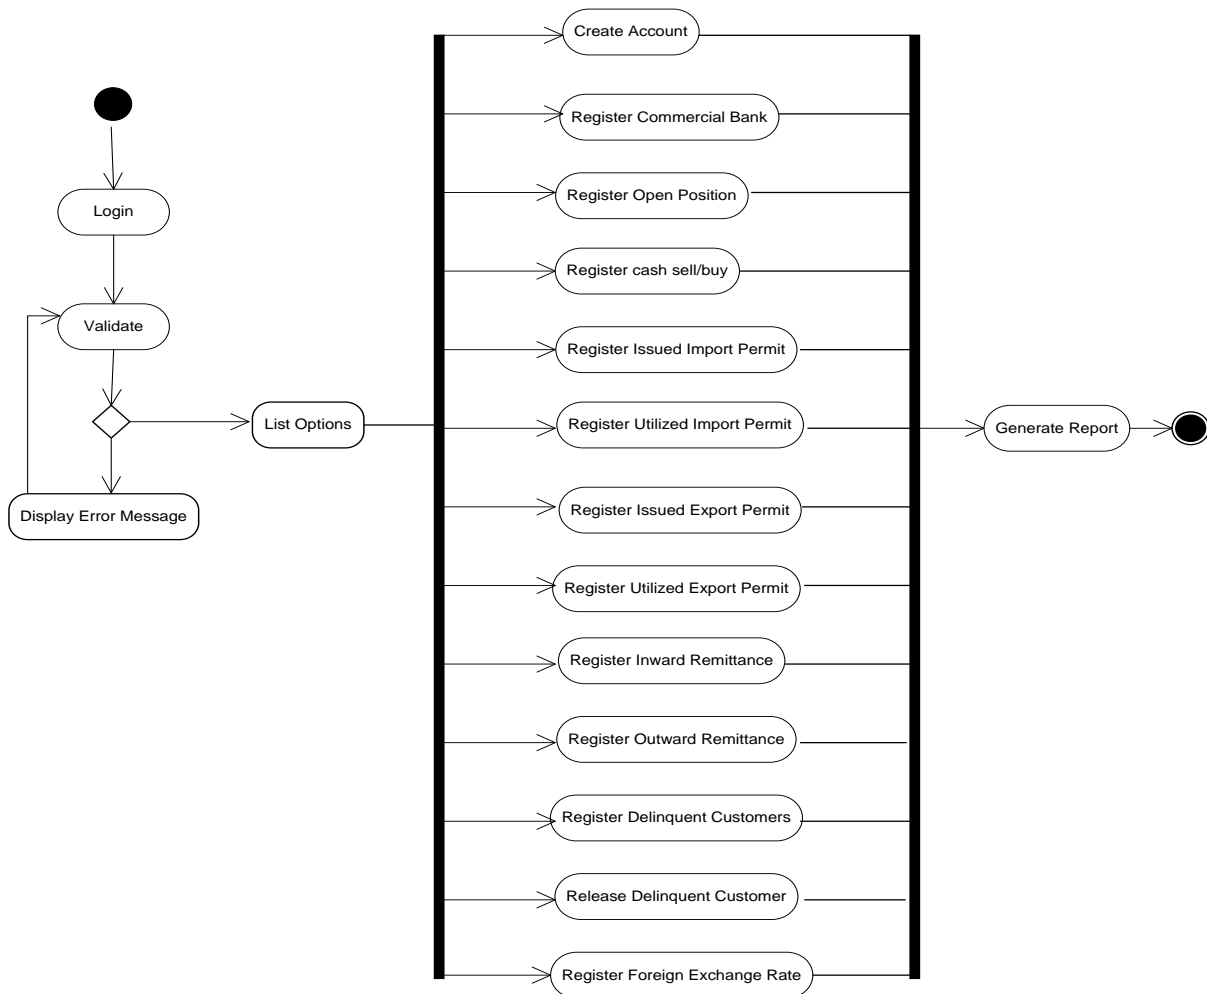 Create Account
Register Commercial Bank
Login
Register Open Position
Register cash sell/buy
Validate
Register Issued Import Permit
List Options
Register Utilized Import Permit
Generate Report
Display Error Message
Register Issued Export Permit
Register Utilized Export Permit
Register Inward Remittance
Register Outward Remittance
Register Delinquent Customers
Release Delinquent Customer
Register Foreign Exchange Rate